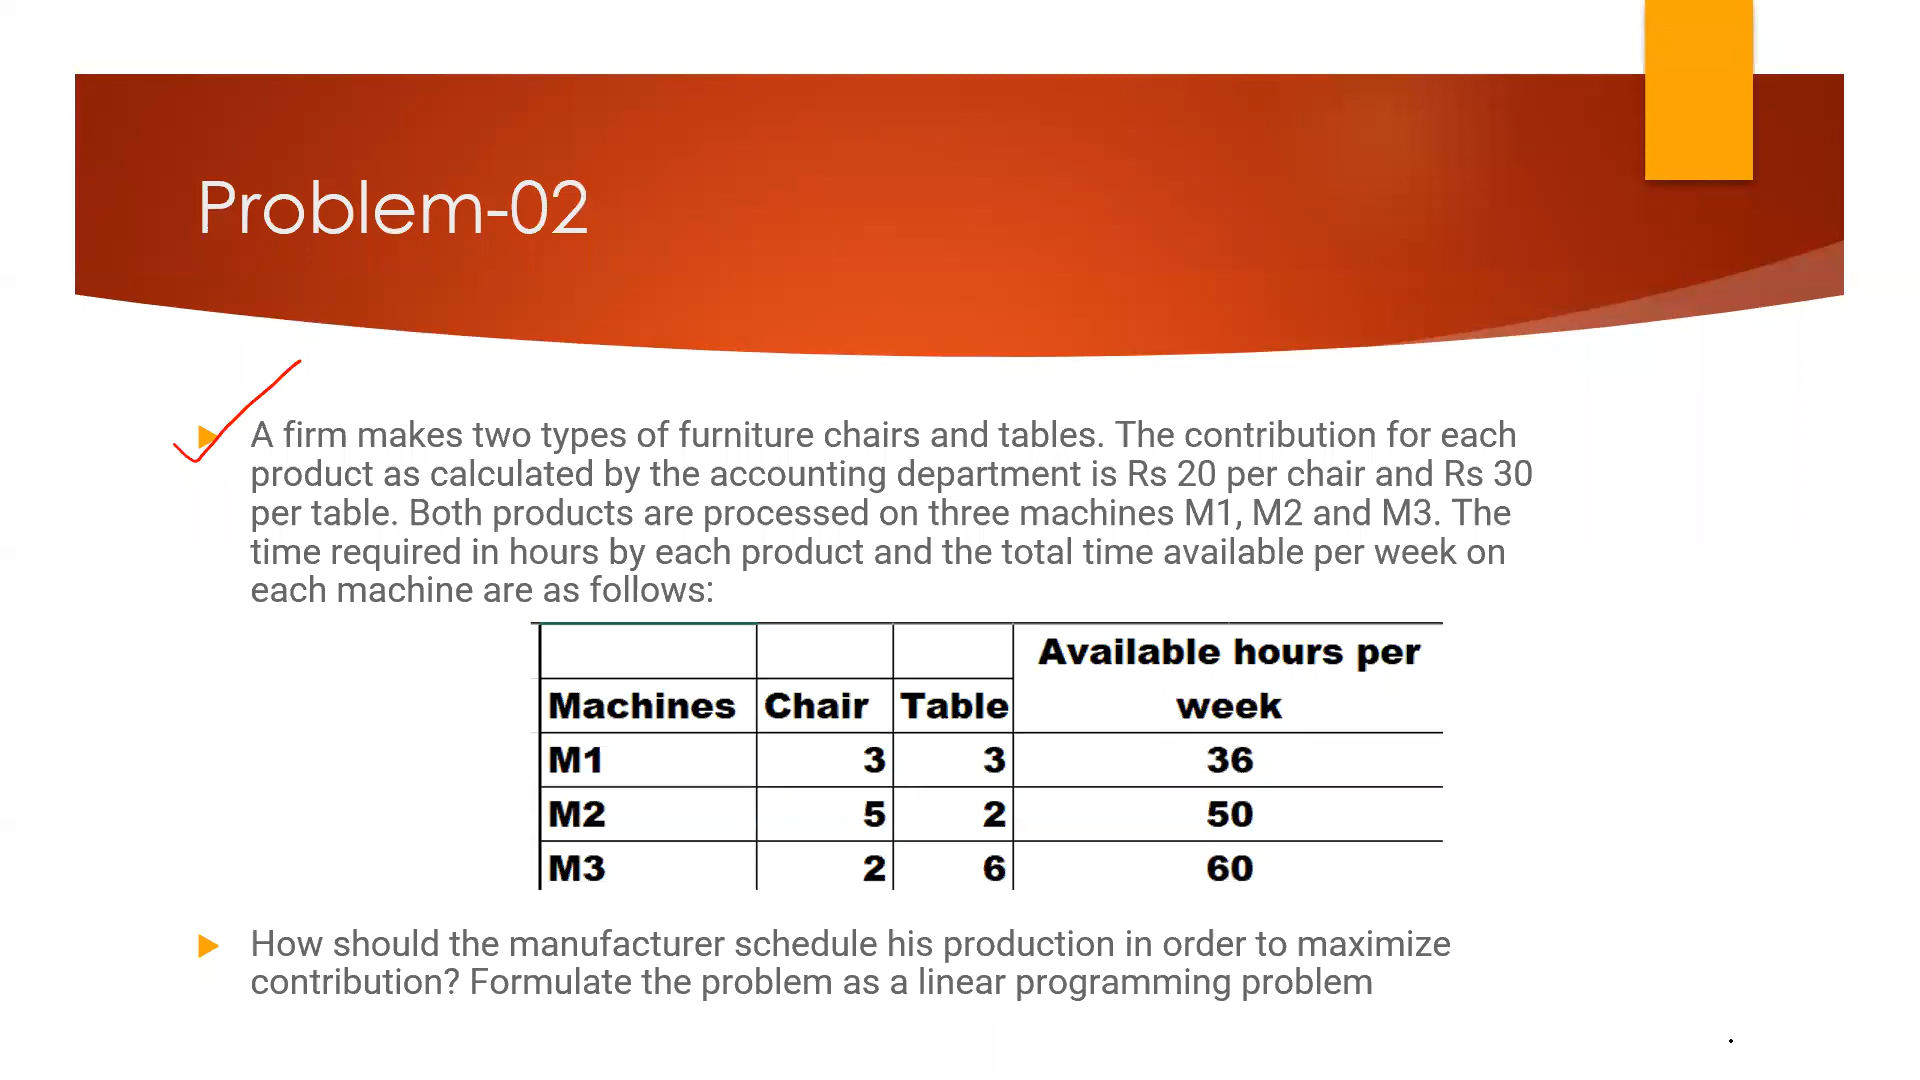 Problem-02
A firm makes two types of furniture chairs and tables. The contribution for each
product as calculated by the accounting department is Rs 20 per chair and Rs 30
per table. Both products are processed on three machines M1, M2 and M3. The
time required in hours by each product and the total time available per week on
each machine are as follows:
Available hours per
Machines Chair Table week
M1 3 3 36
M2 5 2 50
M3 2 6 60
How should the manufacturer schedule his production in order to maximize
contribution? Formulate the problem as a linear programming problem